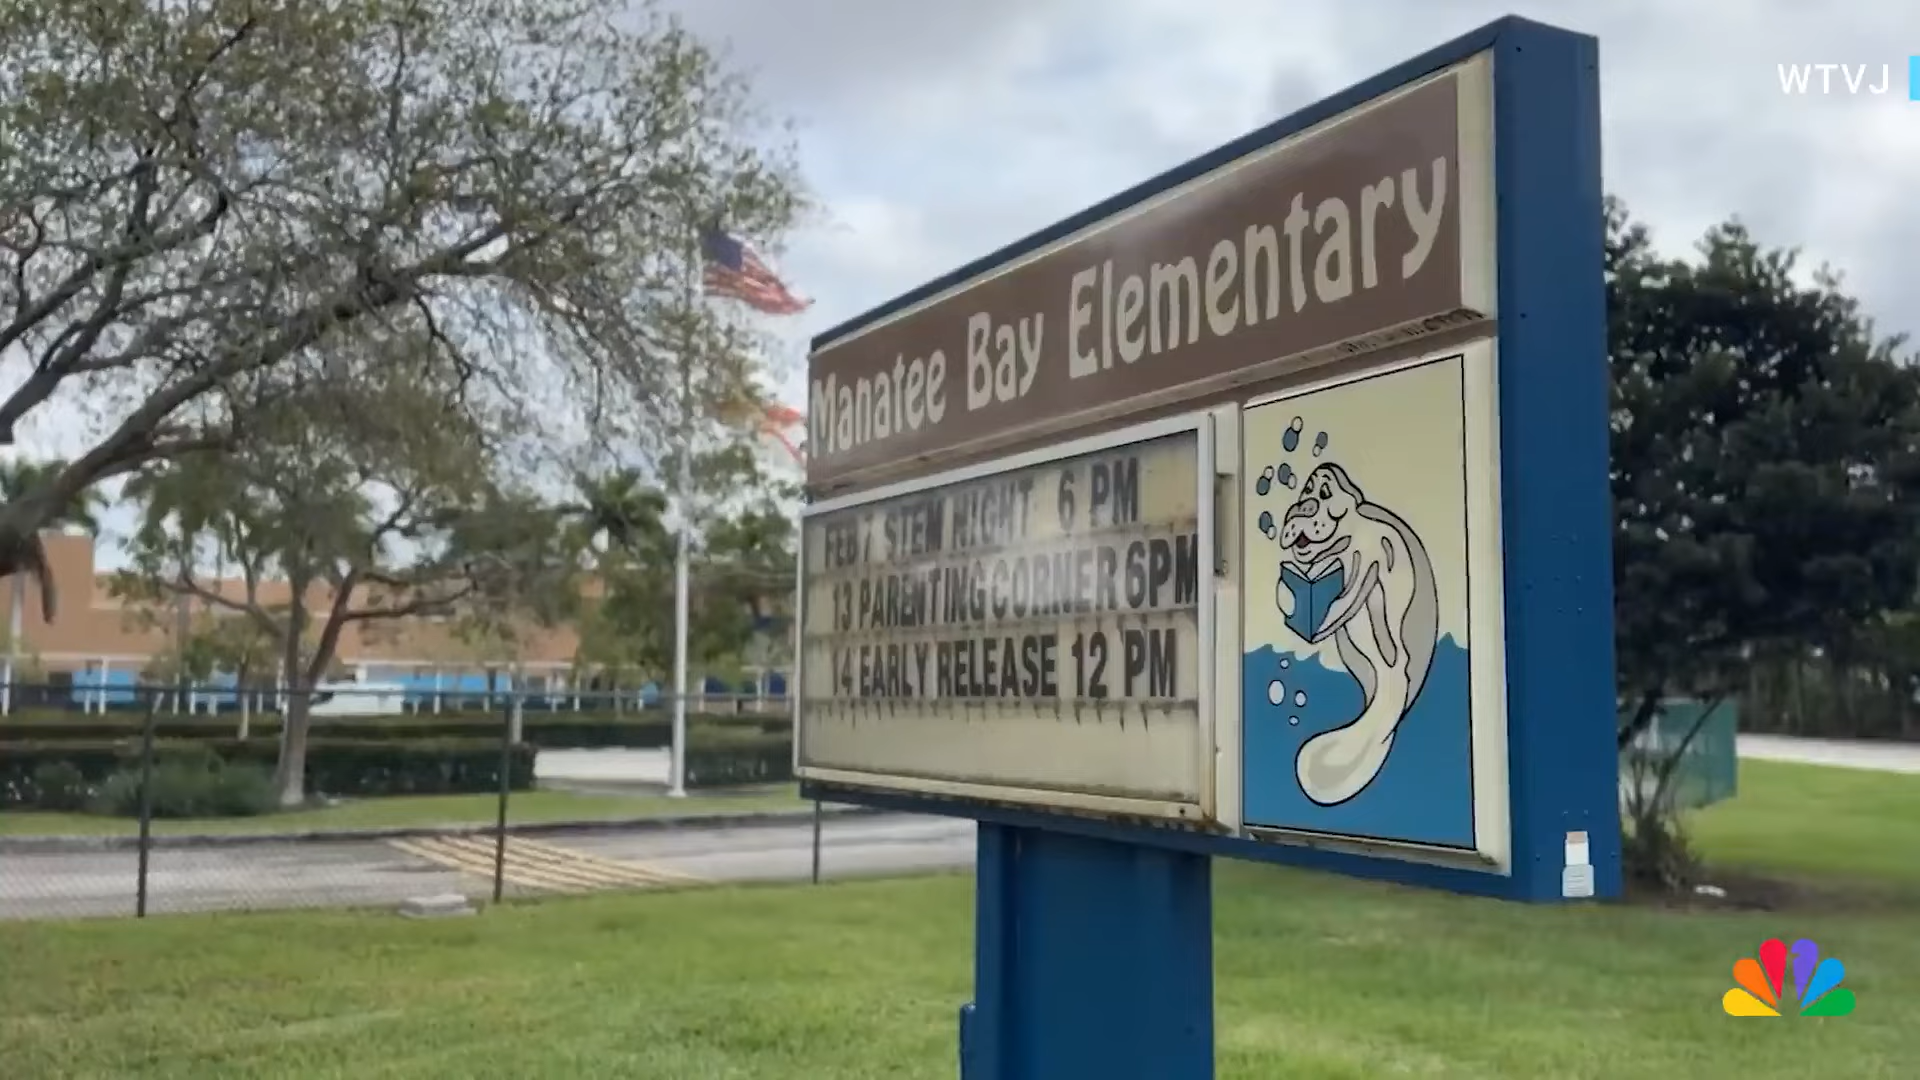 WTVJ
Manatee Bay Elementary
FEB 7 STEM NIGHT 6 PM
13 PARENTING CORNER 6PM
14 EARLY RELEASE 12 PM